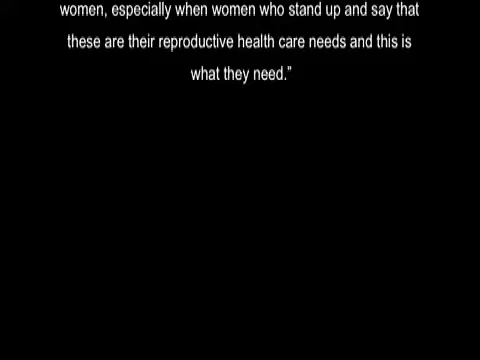 women, especially when women who stand up and say that
these are their reproductive health care needs and this is
what they need."